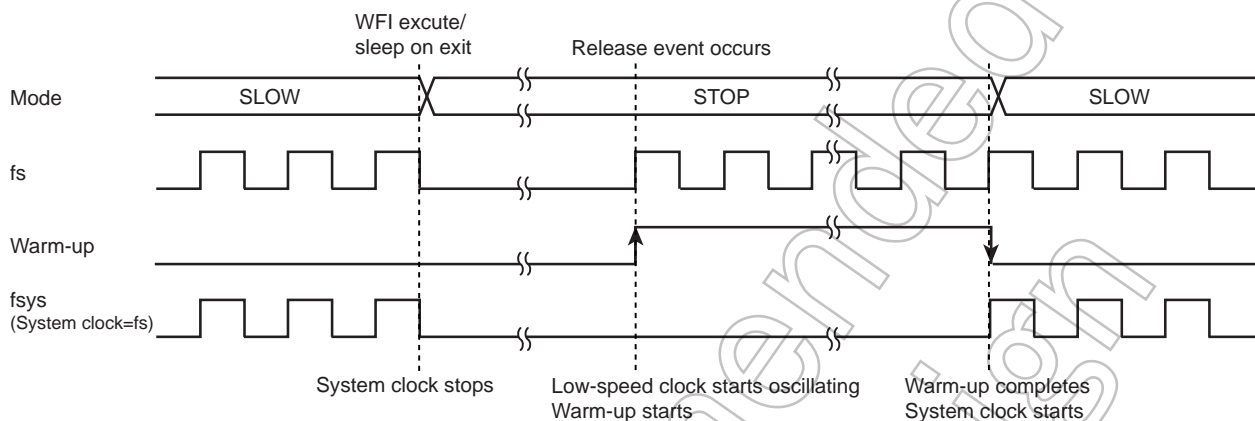 WFI excute/
sleep on exit
Release event occurs
Mode
SLOW
STOP
SLOW
fs
Warm-up
fsys
(System clock=fs)
System clock stops
Low-speed clock starts oscillating
Warm-up starts
Warm-up completes
System clock starts